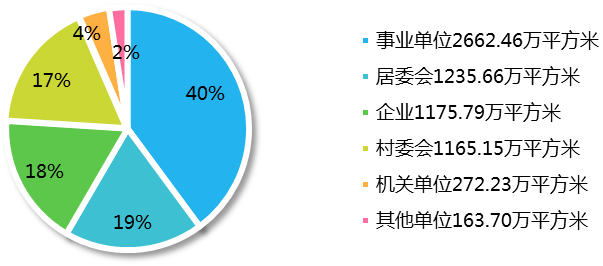 4%
2%
17%
40%
18%
19%
事业单位2662.46万平方米
居委会1235.66万平方米
企业1175.79万平方米
村委会1165.15万平方米
机关单位272.23万平方米
其他单位163.70万平方米